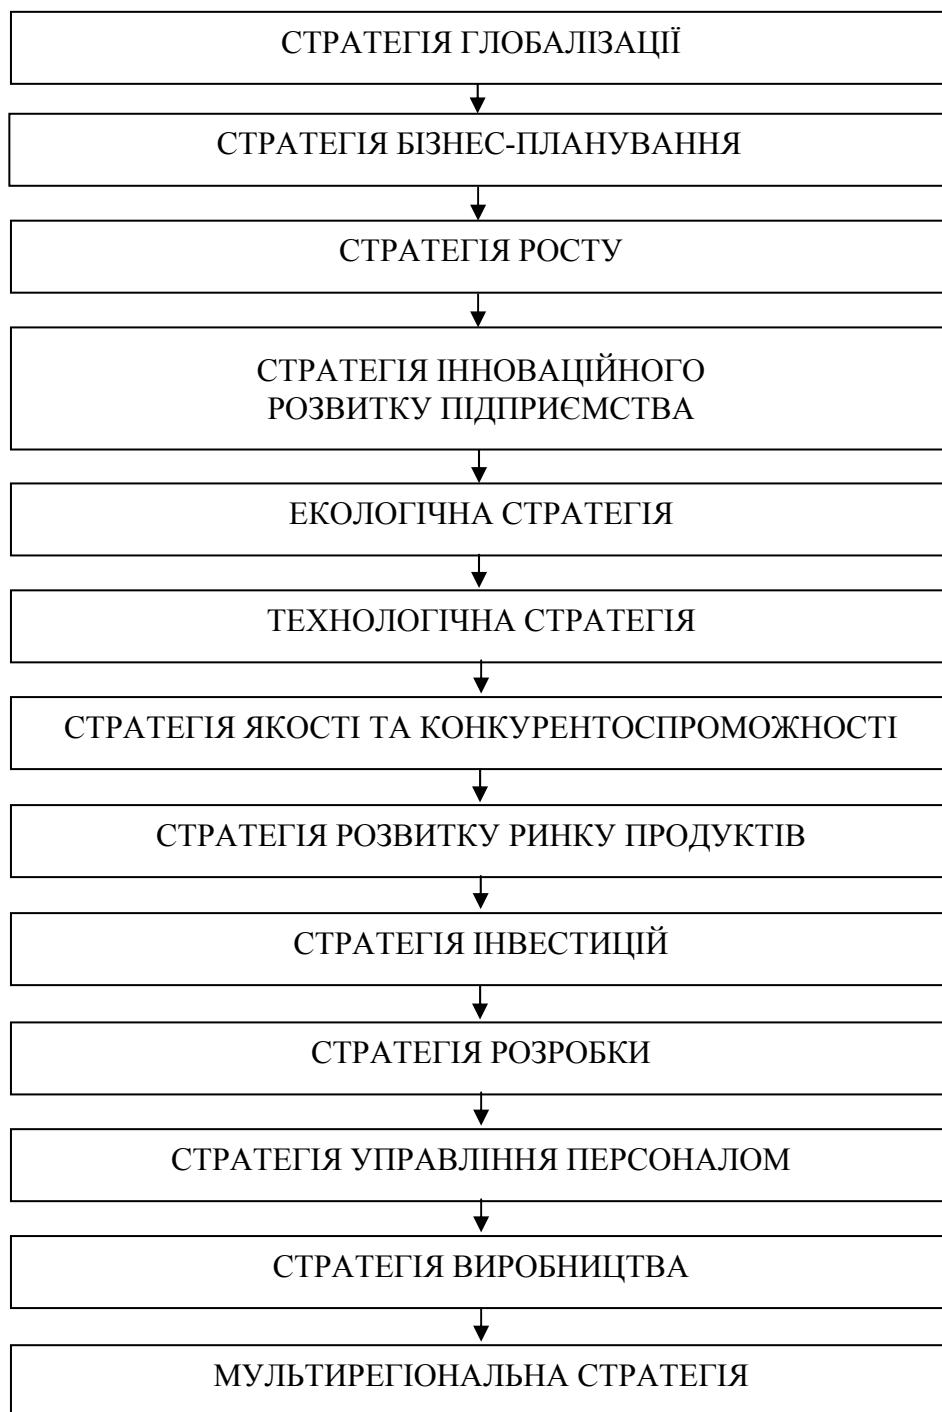 СТРАТЕГІЯ ГЛОБАЛІЗАЦІЇ
СТРАТЕГІЯ БІЗНЕС-ПЛАНУВАННЯ
СТРАТЕГІЯ РОСТУ
СТРАТЕГІЯ ІННОВАЦІЙНОГО
РОЗВИТКУ ПІДПРИЄМСТВА
ЕКОЛОГІЧНА СТРАТЕГІЯ
ТЕХНОЛОГІЧНА СТРАТЕГІЯ
СТРАТЕГІЯ ЯКОСТІ ТА КОНКУРЕНТОСПРОМОЖНОСТІ
СТРАТЕГІЯ РОЗВИТКУ РИНКУ ПРОДУКТІВ
СТРАТЕГІЯ ІНВЕСТИЦІЙ
СТРАТЕГІЯ РОЗРОБКИ
СТРАТЕГІЯ УПРАВЛІННЯ ПЕРСОНАЛОМ
СТРАТЕГІЯ ВИРОБНИЦТВА
МУЛЬТИРЕГІОНАЛЬНА СТРАТЕГІЯ